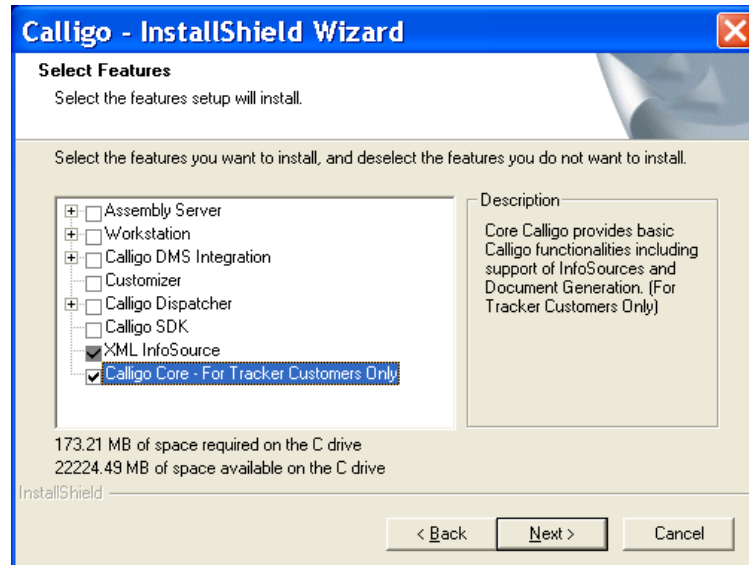 Calligo - InstallShield Wizard
Select Features
Select the features setup will install.
Select the features you want to install, and deselect the features you do not want to install.
Assembly Server
Workstation
Calligo DMS Integration
Customizer
Calligo Dispatcher
Calligo SDK
XML InfoSource
Calligo Core - For Tracker Customers Only
Description
Core Calligo provides basic
Calligo functionalities including
support of InfoSources and
Document Generation. (For
Tracker Customers Only)
173.21 MB of space required on the C drive
22224.49 MB of space available on the C drive
InstallShield
< Back
Next >
Cancel